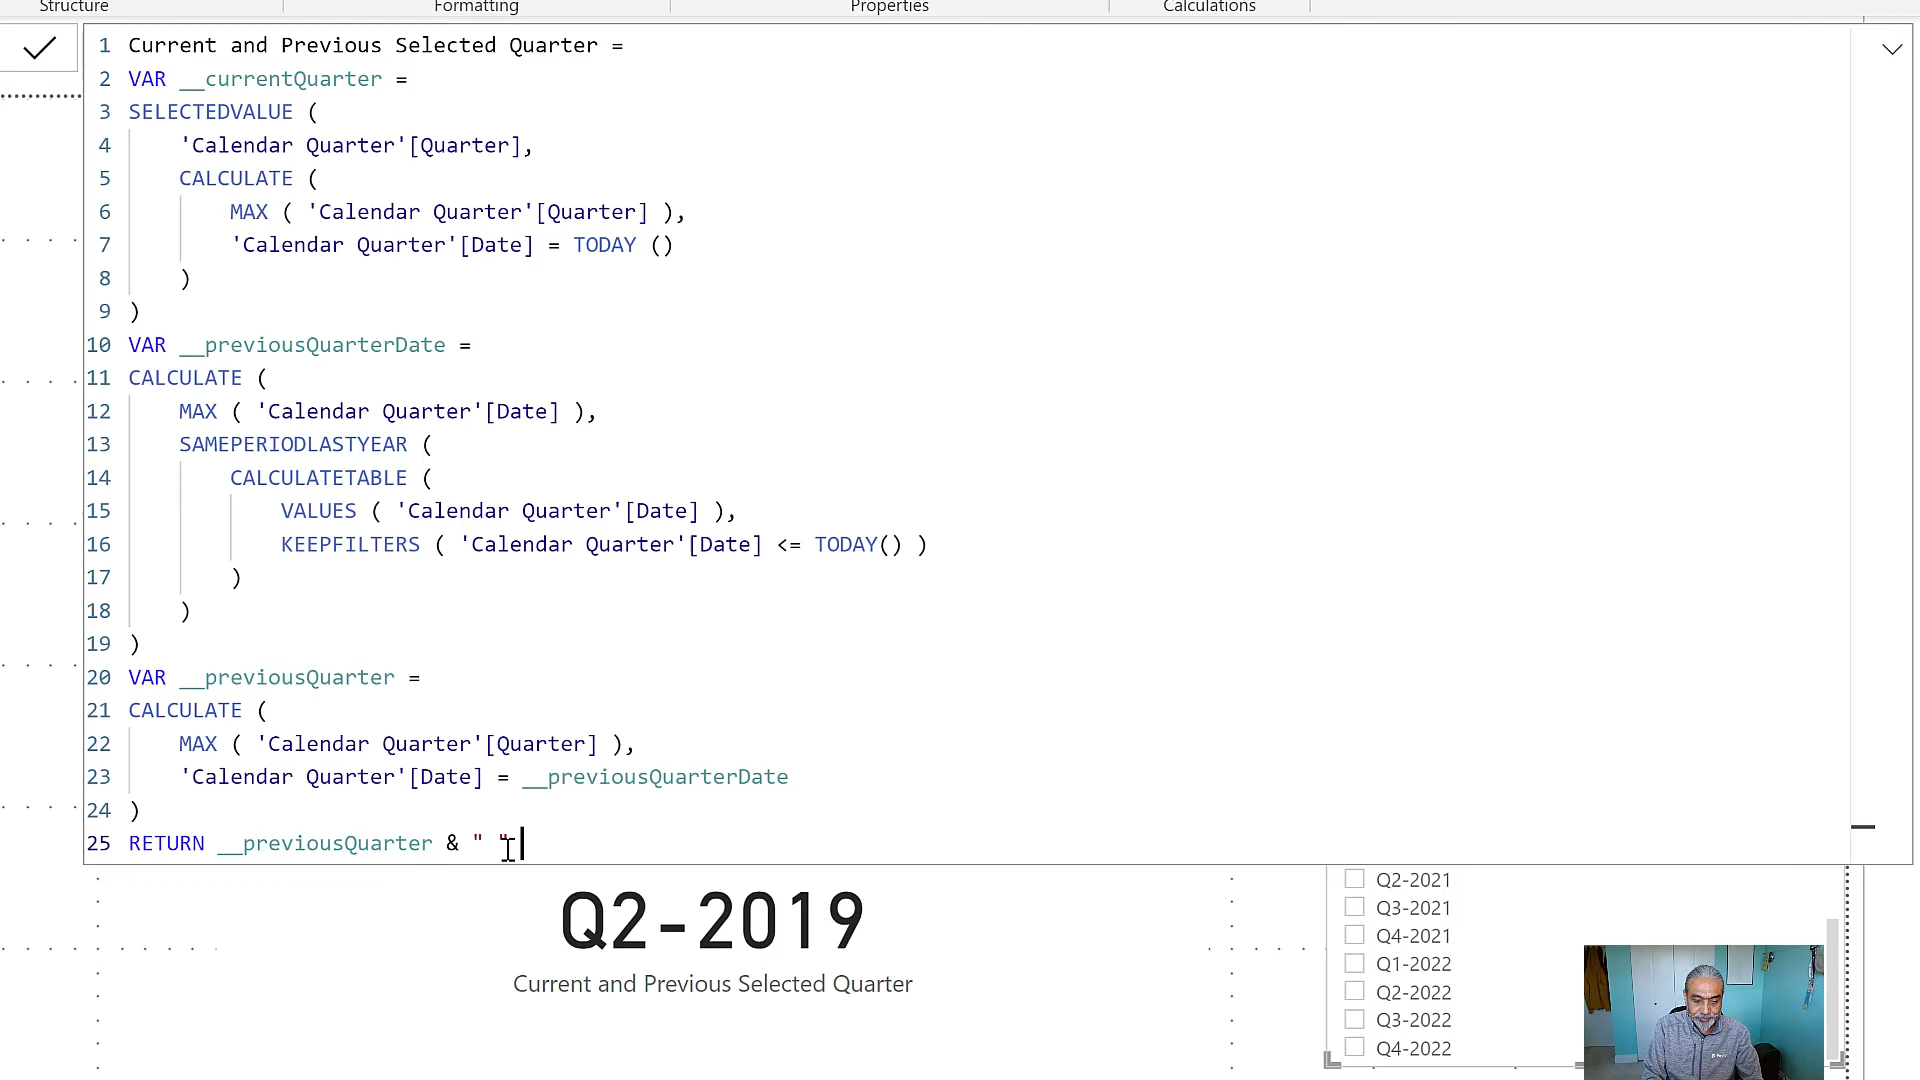 Structure Formatting Properties Calculations
1 Current and Previous Selected Quarter =
2 VAR __currentQuarter =
3 SELECTEDVALUE (
4 'Calendar Quarter'[Quarter],
5 CALCULATE (
6 MAX ( 'Calendar Quarter'[Quarter] ),
7 'Calendar Quarter'[Date] = TODAY ()
8 )
9 )
10 VAR __previousQuarterDate =
11 CALCULATE (
12 MAX ( 'Calendar Quarter'[Date] ),
13 SAMEPERIODLASTYEAR (
14 CALCULATETABLE (
15 VALUES ( 'Calendar Quarter'[Date] ),
16 KEEPFILTERS ( 'Calendar Quarter'[Date] <= TODAY() )
17 )
18 )
19 )
20 VAR __previousQuarter =
21 CALCULATE (
22 MAX ( 'Calendar Quarter'[Quarter] ),
23 'Calendar Quarter'[Date] = __previousQuarterDate
24 )
25 RETURN __previousQuarter & " "
Q2-2019
Current and Previous Selected Quarter
Q2-2021
Q3-2021
Q4-2021
Q1-2022
Q2-2022
Q3-2022
Q4-2022